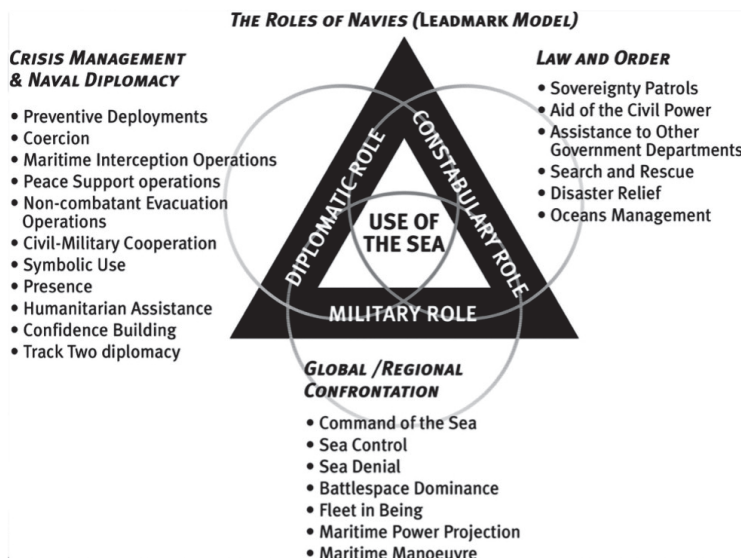 THE ROLES OF NAVIES (LEADMARK MODEL)
CRISIS MANAGEMENT
& NAVAL DIPLOMACY
• Preventive Deployments
• Coercion
• Maritime Interception Operations
• Peace Support operations
• Non-combatant Evacuation
Operations
• Civil-Military Cooperation
• Symbolic Use
• Presence
• Humanitarian Assistance
• Confidence Building
• Track Two diplomacy
LAW AND ORDER
• Sovereignty Patrols
• Aid of the Civil Power
• Assistance to Other
Government Departments
• Search and Rescue
• Disaster Relief
• Oceans Management
DIPLOMATIC ROLE
CONSTABULARY ROLE
USE OF
THE SEA
MILITARY ROLE
GLOBAL /REGIONAL
CONFRONTATION
• Command of the Sea
• Sea Control
• Sea Denial
• Battlespace Dominance
• Fleet in Being
• Maritime Power Projection
• Maritime Manoeuvre